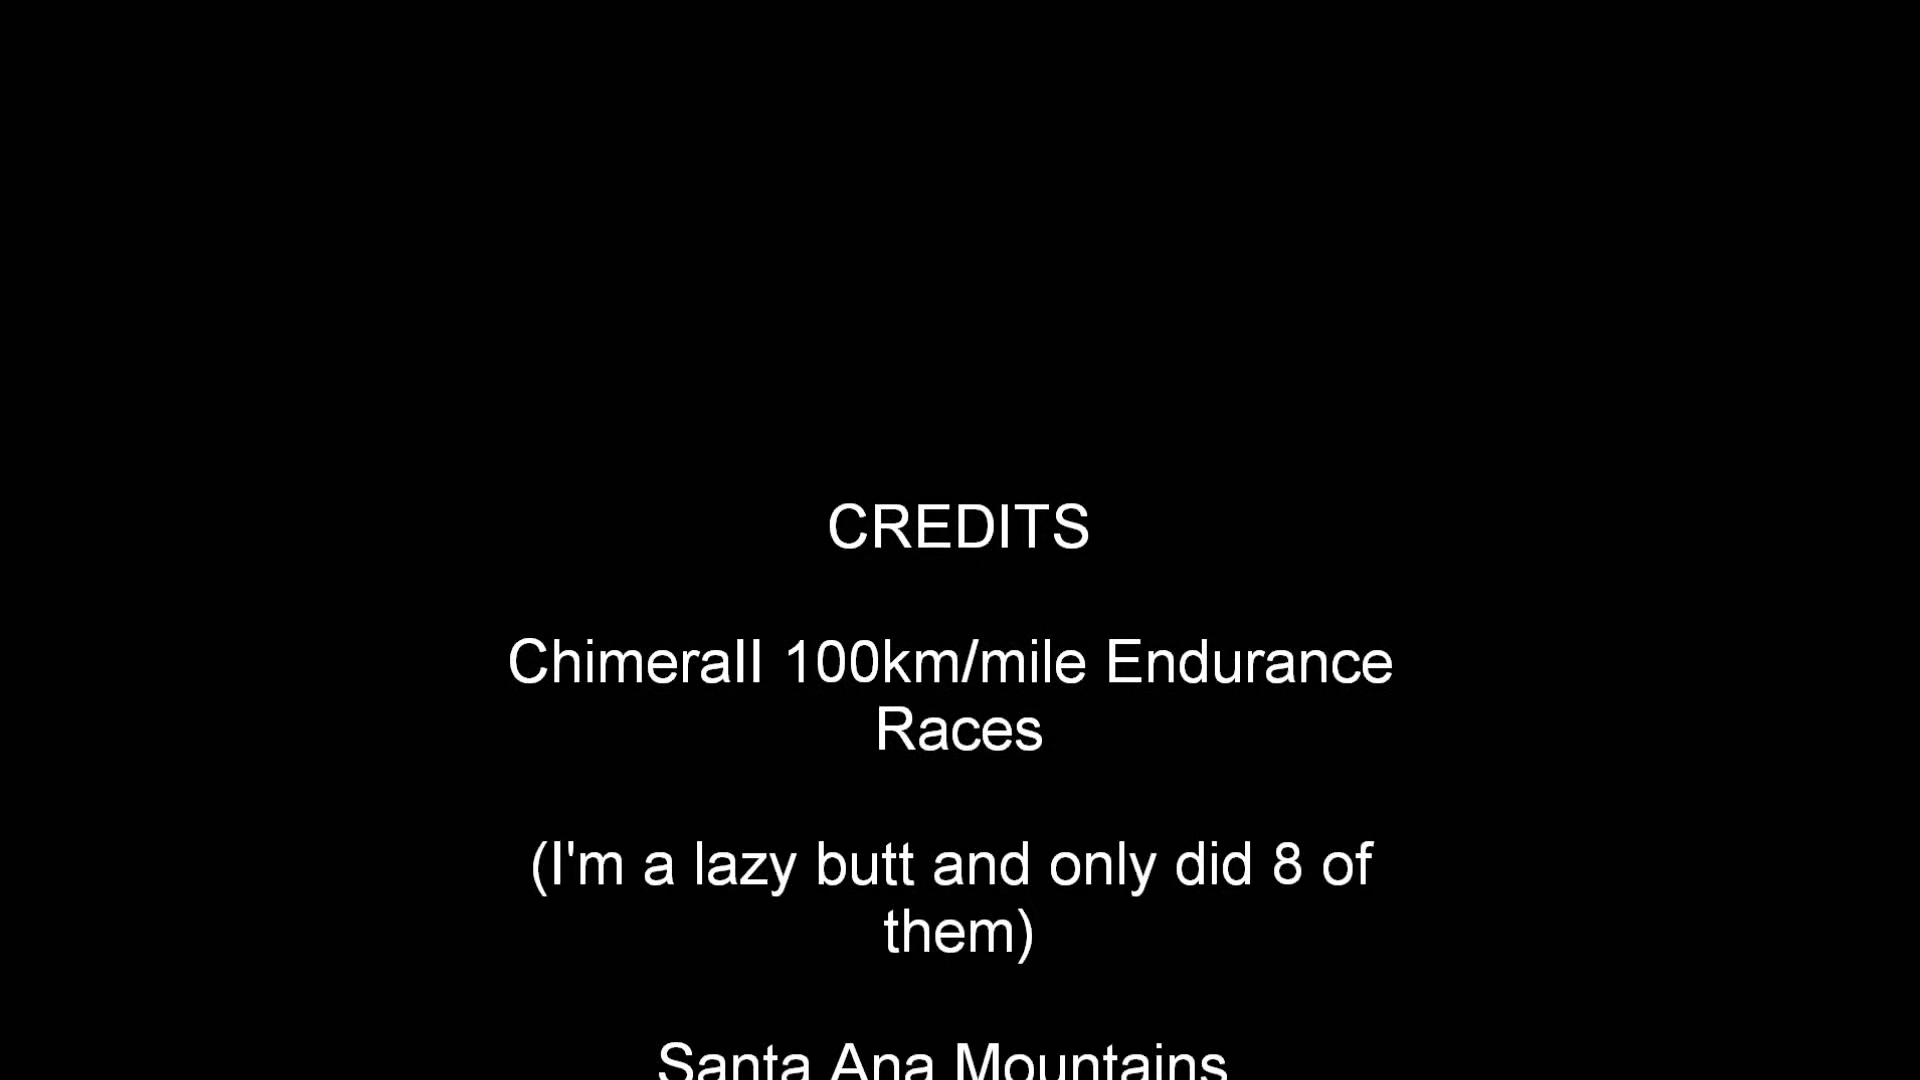 CREDITS
ChimeraII 100km/mile Endurance
Races
(I'm a lazy butt and only did 8 of
them)
Santa Ana Mountains